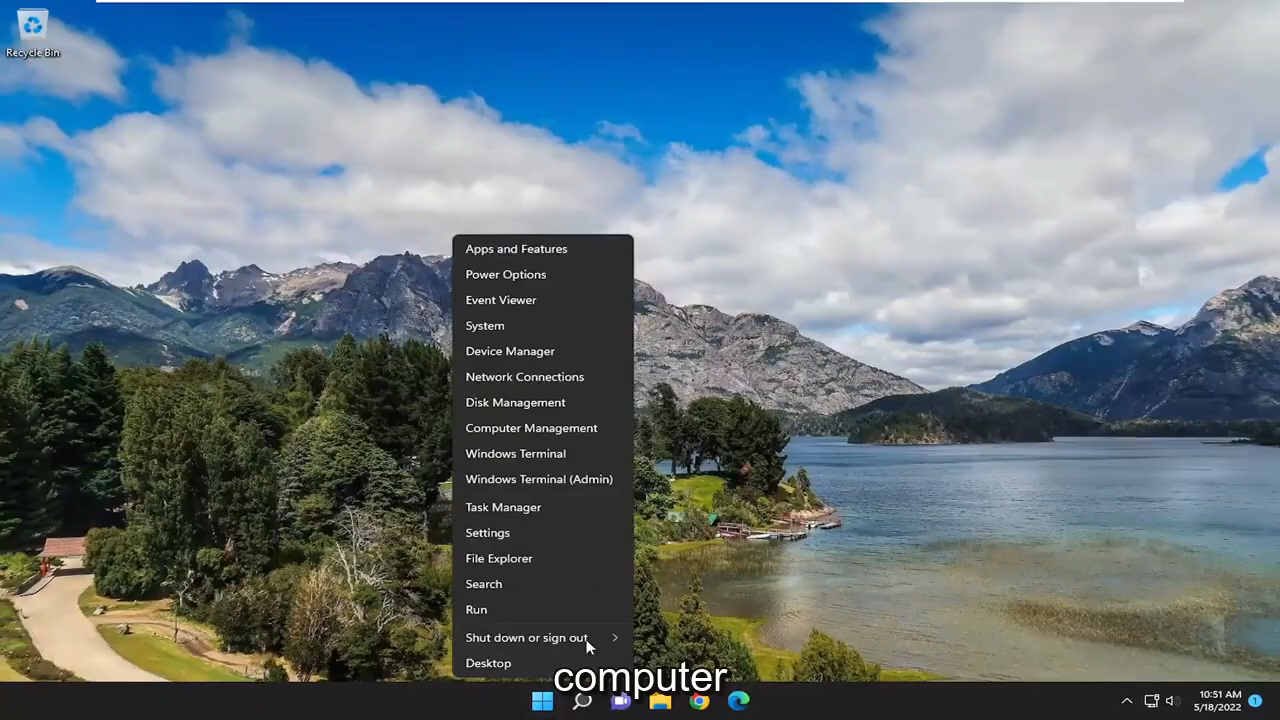 Recycle Bin
Apps and Features
Power Options
Event Viewer
System
Device Manager
Network Connections
Disk Management
Computer Management
Windows Terminal
Windows Terminal (Admin)
Task Manager
Settings
File Explorer
Search
Run
Shut down or sign out
Desktop
computer
10:51 AM
5/18/2022
1